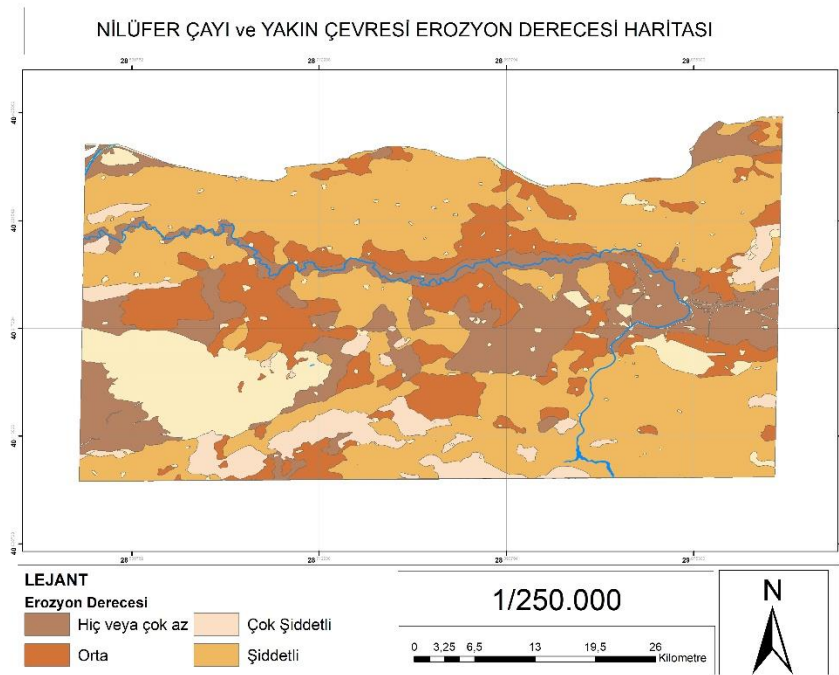 NİLÜFER ÇAYI ve YAKIN ÇEVRESİ EROZYON DERECESİ HARİTASI
LEJANT
Erozyon Derecesi
Hiç veya çok az
Çok Şiddetli
Orta
Şiddetli
1/250.000
0 3,25 6,5 13 19,5 26
Kilometre
N